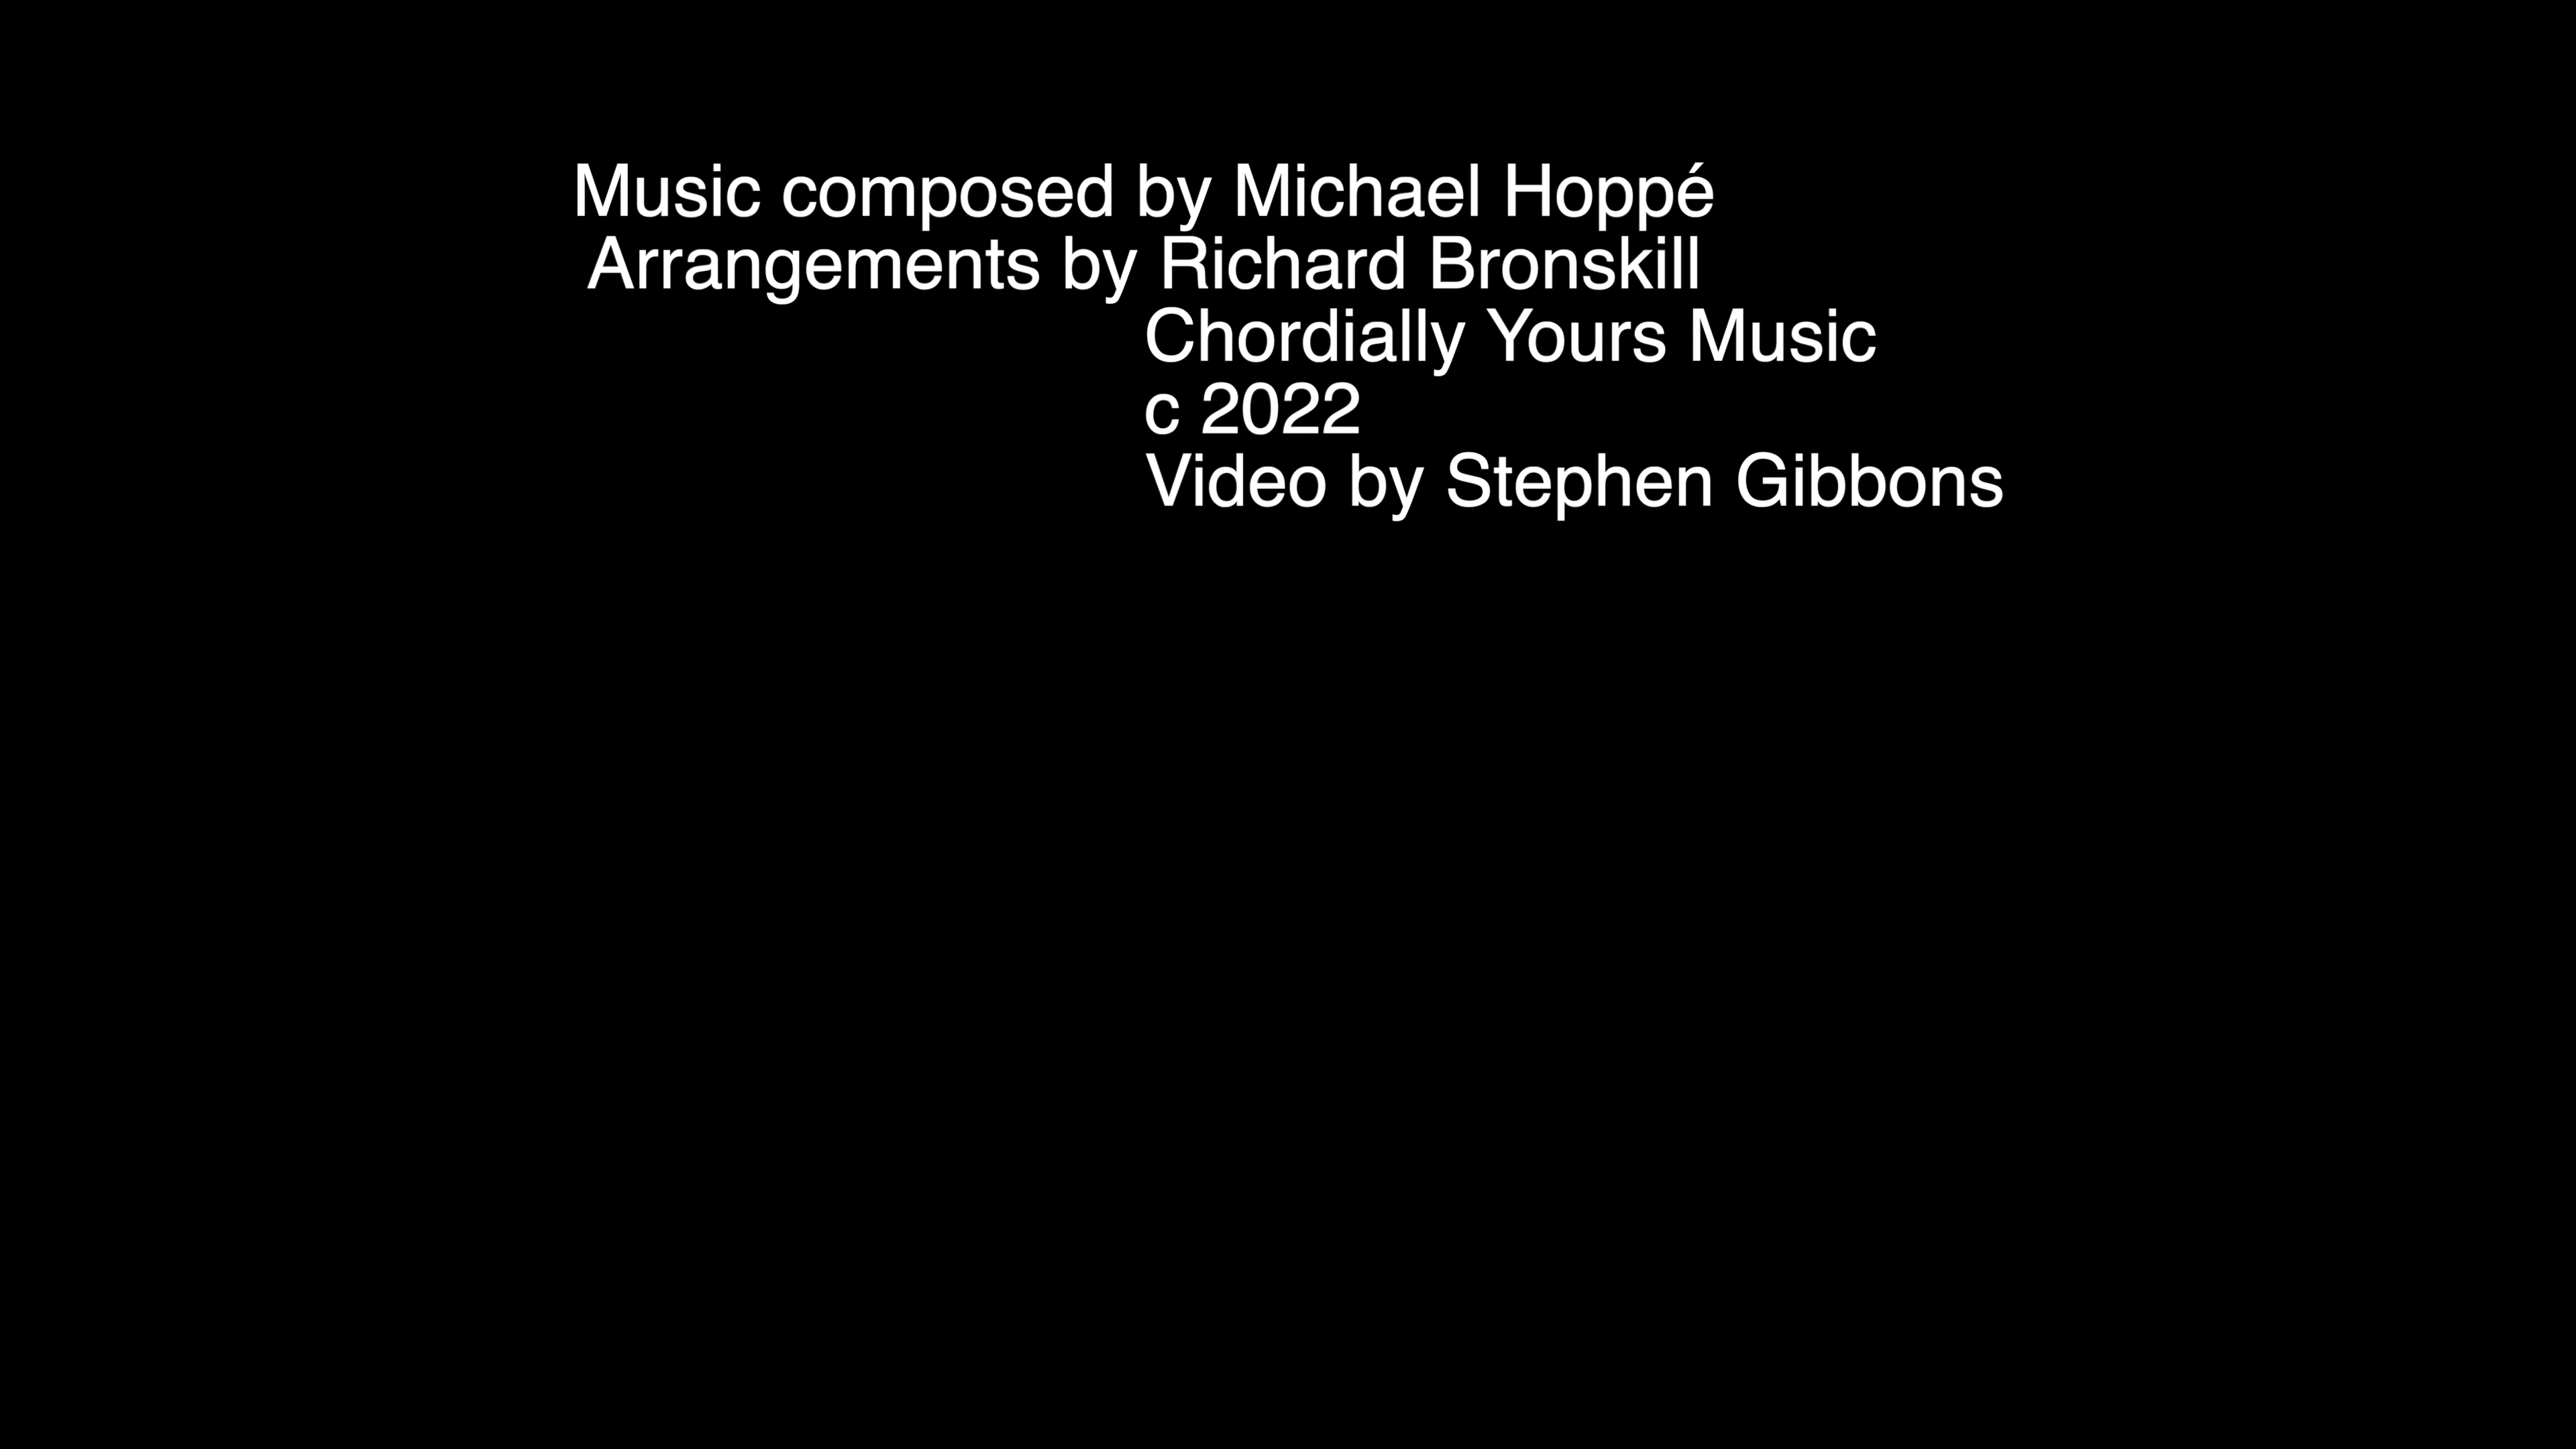 Music composed by Michael Hoppé
Arrangements by Richard Bronskill
Chordially Yours Music
c 2022
Video by Stephen Gibbons